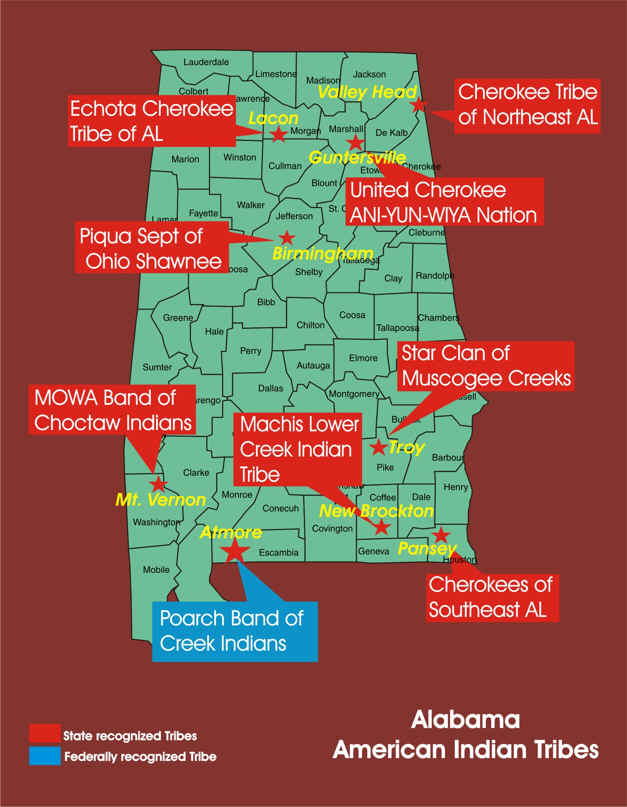 Lauderdale
Limestone
Madison
Jackson
Colbert
Valley Head
Cherokee Tribe
of Northeast AL
Echota Cherokee
Tribe of AL
Lacon
Morgan
Marshall
De Kalb
Guntersville
Marion
Winston
Cullman
Cherokee
Blount
United Cherokee
ANI-YUN-WIYA Nation
Walker
Fayette
Jefferson
St.
Cleburne
Piqua Sept of
Ohio Shawnee
Birmingham
Shelby
Talladega
Clay
Randolph
Bibb
Greene
Hale
Chilton
Coosa
Tallapoosa
Chambers
Perry
Sumter
Autauga
Elmore
Star Clan of
Muscogee Creeks
Dallas
Montgomery
MOWA Band of
Choctaw Indians
Machis Lower
Creek Indian
Tribe
Troy
Pike
Barbour
Clarke
Mt. Vernon
Monroe
Washington
Conecuh
Coffee
Dale
Henry
New Brockton
Covington
Geneva
Pansey
Houston
Atmore
Escambia
Mobile
Cherokees of
Southeast AL
Poarch Band of
Creek Indians
State recognized Tribes
Federally recognized Tribe
Alabama
American Indian Tribes